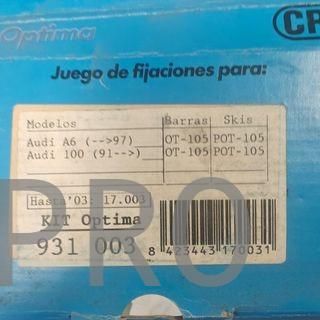 Optima
CP
Juego de fijaciones para:
Modelos Barras Skis
Audi A6 (-->97) OT-105 POT-105
Audi 100 (91-->) OT-105 POT-105
Hasta'03: 17.003
KIT Optima
931 003
8 423443 170031
PRO